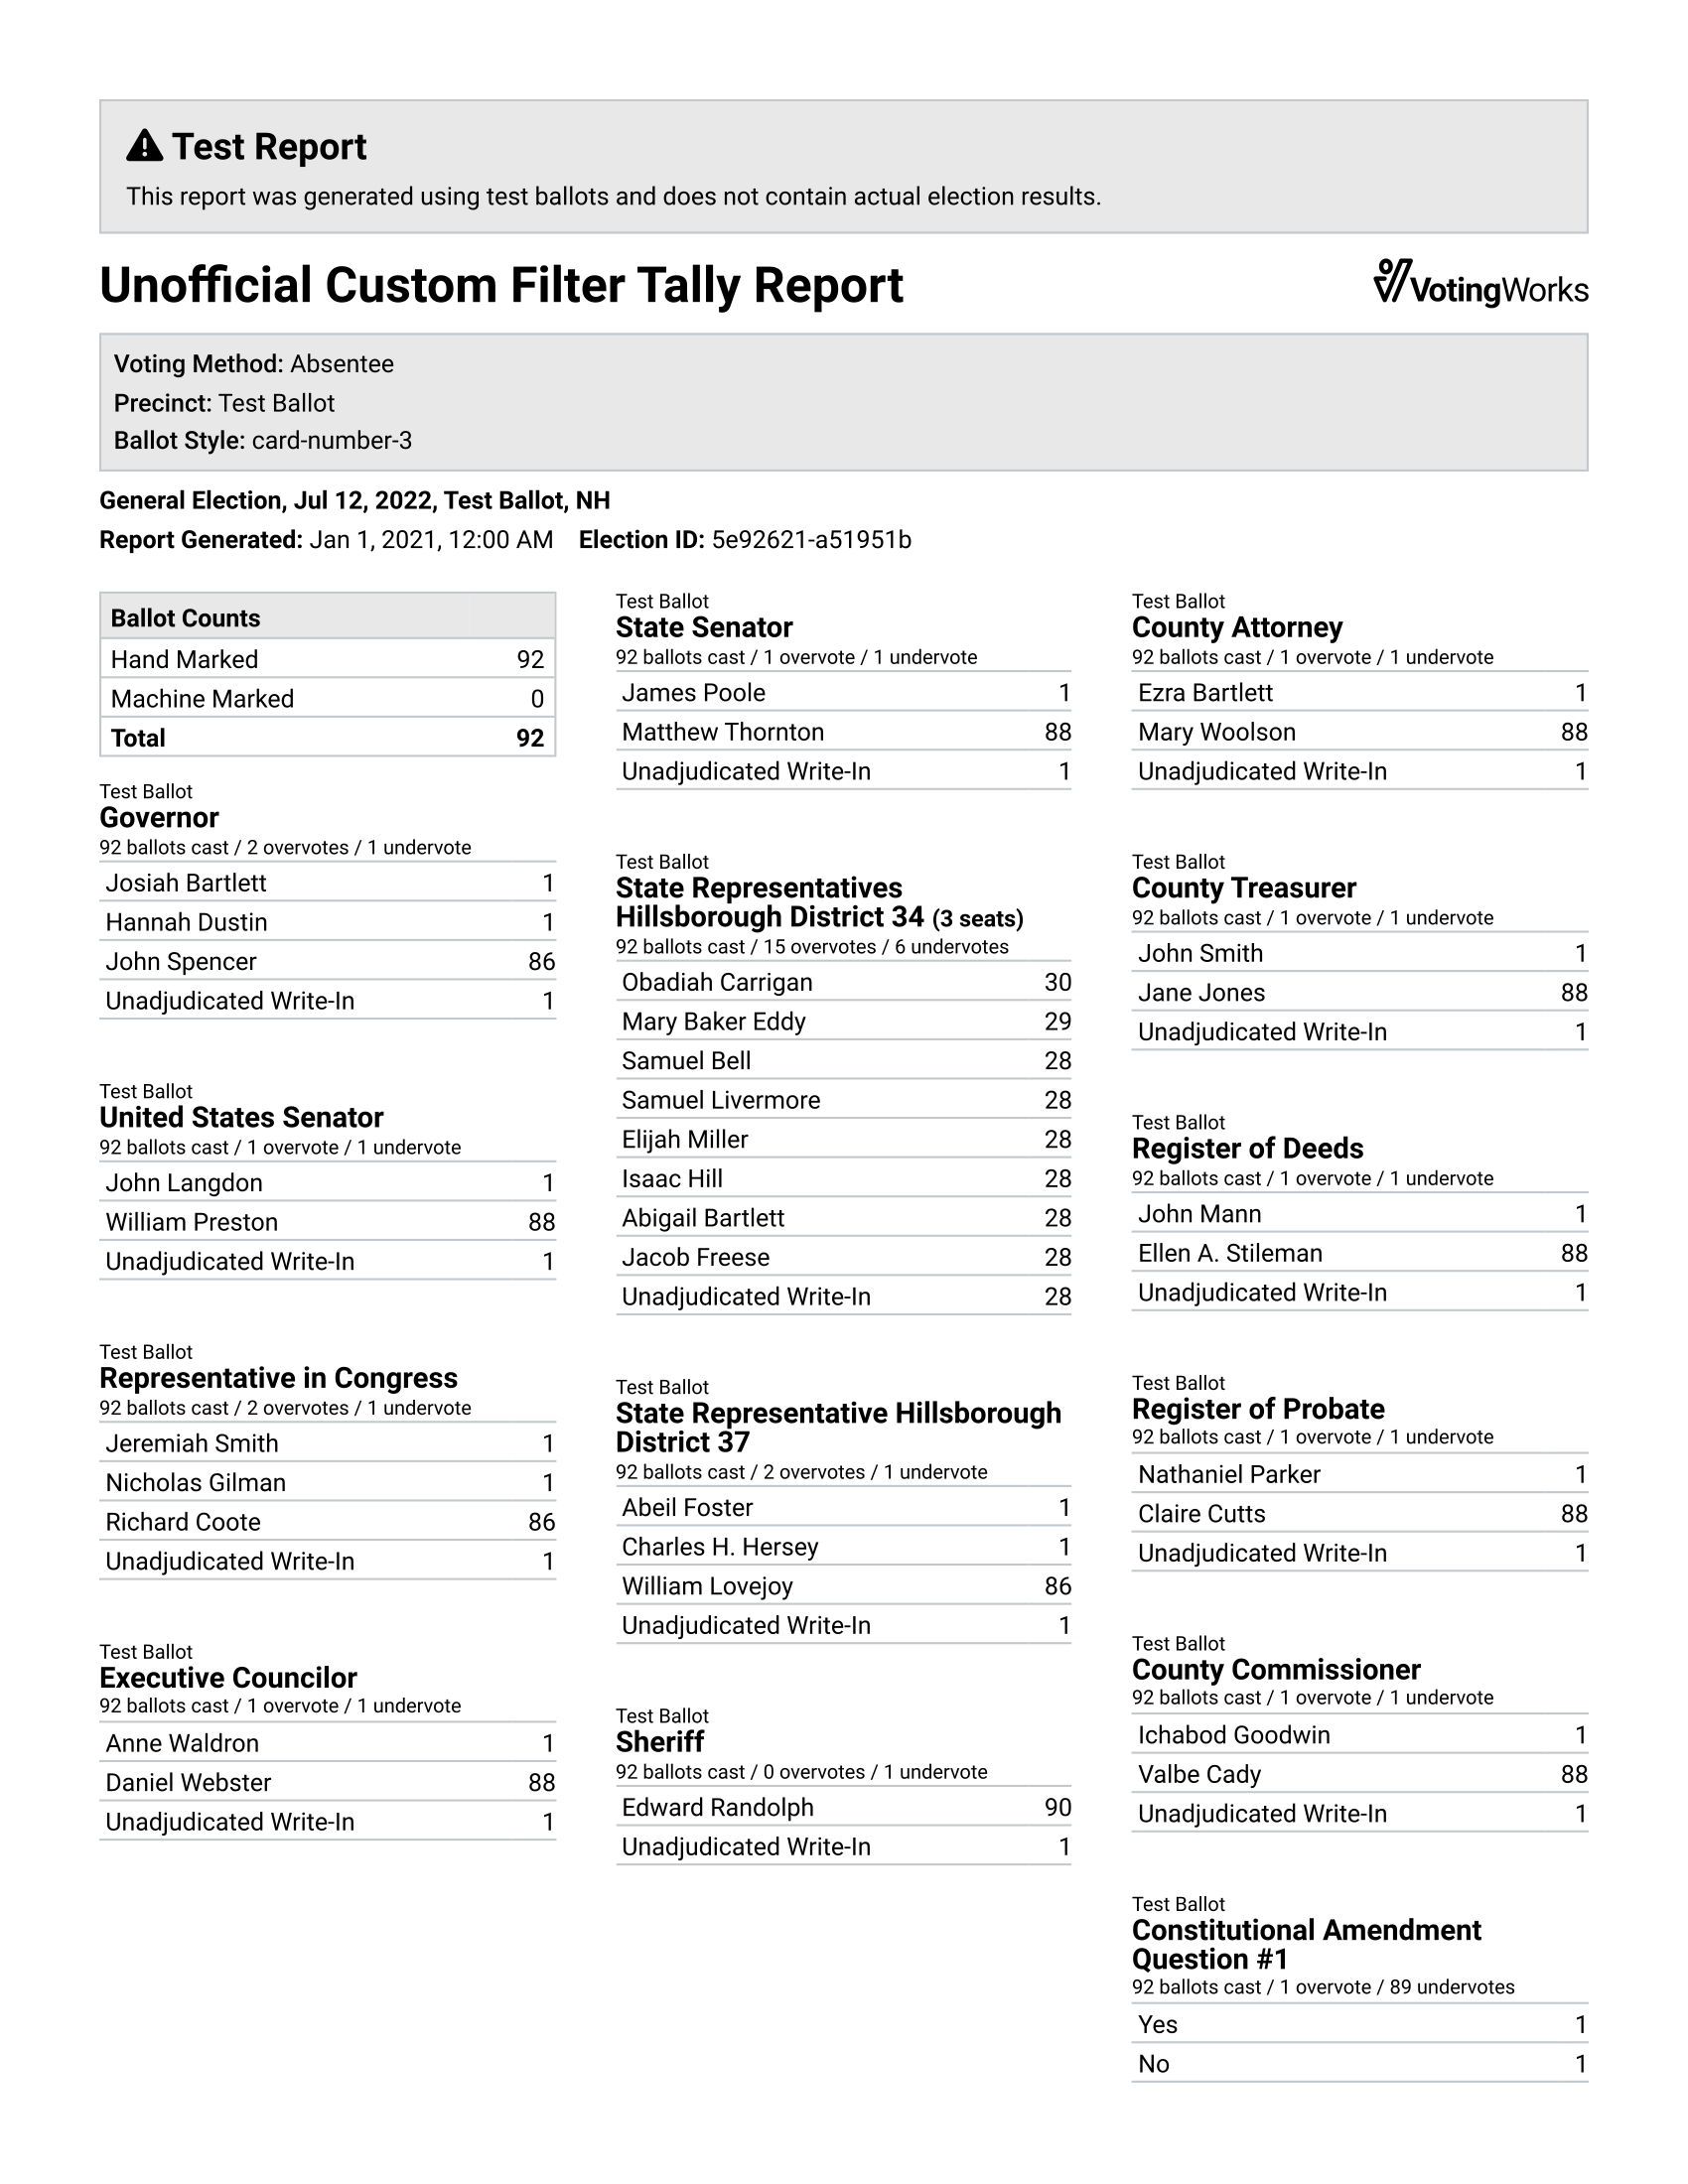 Test Report
This report was generated using test ballots and does not contain actual election results.
Unofficial Custom Filter Tally Report
VotingWorks
Voting Method: Absentee
Precinct: Test Ballot
Ballot Style: card-number-3
General Election, Jul 12, 2022, Test Ballot, NH
Report Generated: Jan 1, 2021, 12:00 AM Election ID: 5e92621-a51951b
Ballot Counts
Hand Marked 92
Machine Marked 0
Total 92
Test Ballot
Governor
92 ballots cast / 2 overvotes / 1 undervote
Josiah Bartlett 1
Hannah Dustin 1
John Spencer 86
Unadjudicated Write-In 1
Test Ballot
United States Senator
92 ballots cast / 1 overvote / 1 undervote
John Langdon 1
William Preston 88
Unadjudicated Write-In 1
Test Ballot
Representative in Congress
92 ballots cast / 2 overvotes / 1 undervote
Jeremiah Smith 1
Nicholas Gilman 1
Richard Coote 86
Unadjudicated Write-In 1
Test Ballot
Executive Councilor
92 ballots cast / 1 overvote / 1 undervote
Anne Waldron 1
Daniel Webster 88
Unadjudicated Write-In 1
Test Ballot
State Senator
92 ballots cast / 1 overvote / 1 undervote
James Poole 1
Matthew Thornton 88
Unadjudicated Write-In 1
Test Ballot
State Representatives
Hillsborough District 34 (3 seats)
92 ballots cast / 15 overvotes / 6 undervotes
Obadiah Carrigan 30
Mary Baker Eddy 29
Samuel Bell 28
Samuel Livermore 28
Elijah Miller 28
Isaac Hill 28
Abigail Bartlett 28
Jacob Freese 28
Unadjudicated Write-In 28
Test Ballot
State Representative Hillsborough
District 37
92 ballots cast / 2 overvotes / 1 undervote
Abeil Foster 1
Charles H. Hersey 1
William Lovejoy 86
Unadjudicated Write-In 1
Test Ballot
Sheriff
92 ballots cast / 0 overvotes / 1 undervote
Edward Randolph 90
Unadjudicated Write-In 1
Test Ballot
County Attorney
92 ballots cast / 1 overvote / 1 undervote
Ezra Bartlett 1
Mary Woolson 88
Unadjudicated Write-In 1
Test Ballot
County Treasurer
92 ballots cast / 1 overvote / 1 undervote
John Smith 1
Jane Jones 88
Unadjudicated Write-In 1
Test Ballot
Register of Deeds
92 ballots cast / 1 overvote / 1 undervote
John Mann 1
Ellen A. Stileman 88
Unadjudicated Write-In 1
Test Ballot
Register of Probate
92 ballots cast / 1 overvote / 1 undervote
Nathaniel Parker 1
Claire Cutts 88
Unadjudicated Write-In 1
Test Ballot
County Commissioner
92 ballots cast / 1 overvote / 1 undervote
Ichabod Goodwin 1
Valbe Cady 88
Unadjudicated Write-In 1
Test Ballot
Constitutional Amendment
Question #1
92 ballots cast / 1 overvote / 89 undervotes
Yes 1
No 1